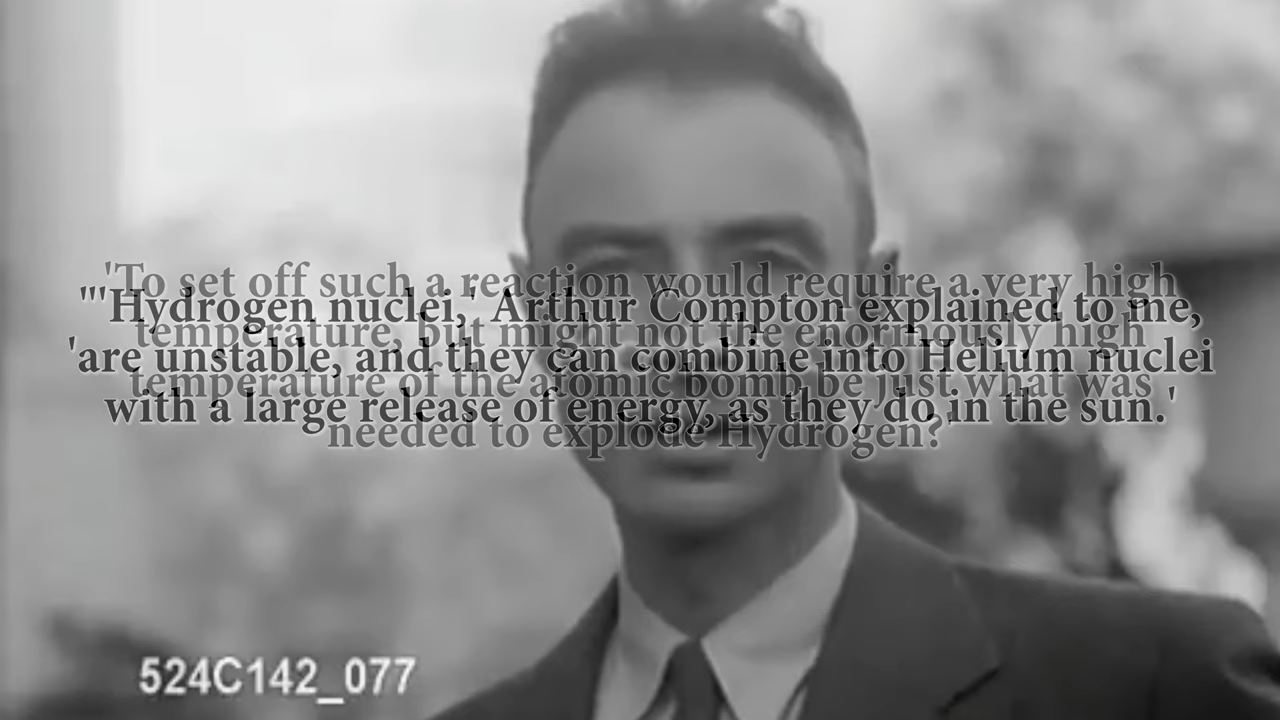 "'Hydrogen nuclei,' Arthur Compton explained to me,
'are unstable, and they can combine into Helium nuclei
with a large release of energy, as they do in the sun.'
'To set off such a reaction would require a very high
temperature, but might not the enormously high
temperature of the atomic bomb be just what was
needed to explode Hydrogen?'
524C142_077